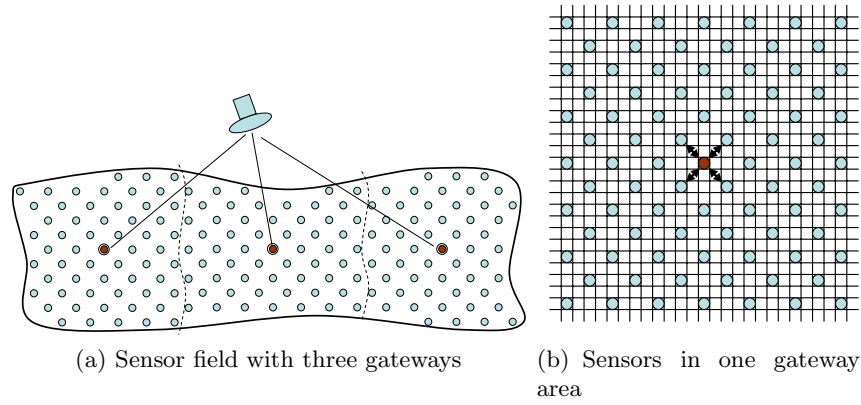 (a) Sensor field with three gateways
(b) Sensors in one gateway
area